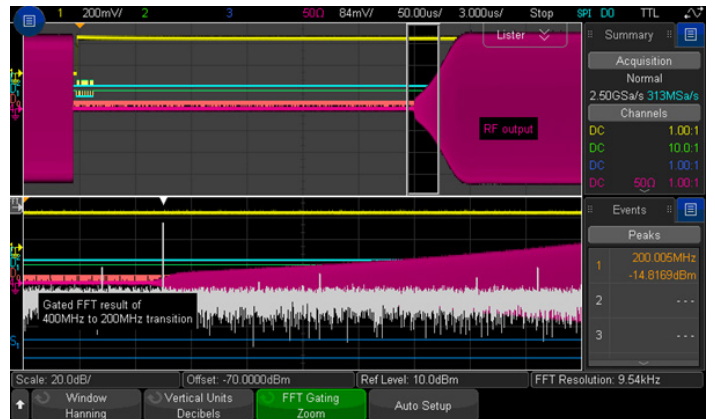 1 200mV/ 2 3 50Ω 84mV/ 50.00us/ 3.000us/ Stop SPI D0 TTL
Lister
Summary
Acquisition
Normal
2.50GSa/s 313MSa/s
Channels
DC 1.00:1
DC 10.0:1
DC 1.00:1
DC 50Ω 1.00:1
RF output
Events
Peaks
1 200.005MHz
-14.8169dBm
2 ---
3 ---
Gated FFT result of
400MHz to 200MHz transition
S1
Scale: 20.0dB/ Offset: -70.0000dBm Ref Level: 10.0dBm FFT Resolution: 9.54kHz
Window
Hanning
Vertical Units
Decibels
FFT Gating
Zoom
Auto Setup